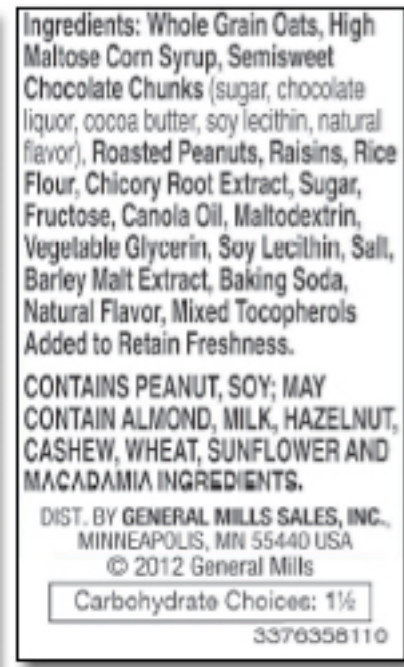 Ingredients: Whole Grain Oats, High
Maltose Corn Syrup, Semisweet
Chocolate Chunks (sugar, chocolate
liquor, cocoa butter, soy lecithin, natural
flavor), Roasted Peanuts, Raisins, Rice
Flour, Chicory Root Extract, Sugar,
Fructose, Canola Oil, Maltodextrin,
Vegetable Glycerin, Soy Lecithin, Salt,
Barley Malt Extract, Baking Soda,
Natural Flavor, Mixed Tocopherols
Added to Retain Freshness.
CONTAINS PEANUT, SOY; MAY
CONTAIN ALMOND, MILK, HAZELNUT,
CASHEW, WHEAT, SUNFLOWER AND
MACADAMIA INGREDIENTS.
DIST. BY GENERAL MILLS SALES, INC.,
MINNEAPOLIS, MN 55440 USA
© 2012 General Mills
Carbohydrate Choices: 1½
3376358110